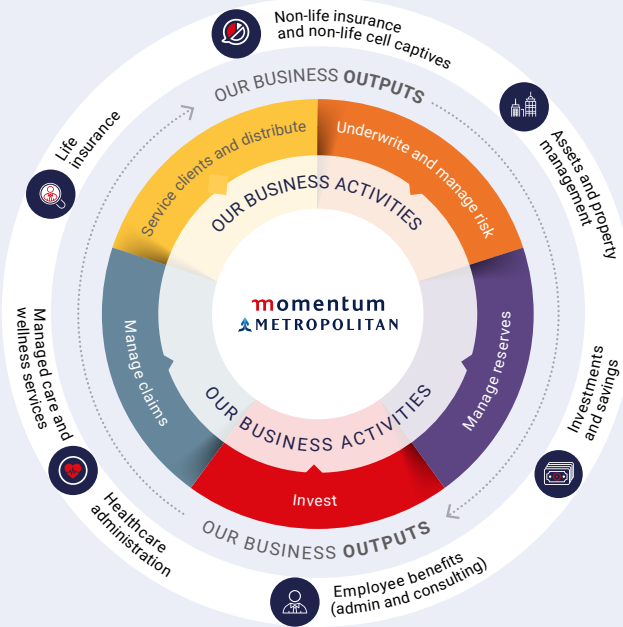 Non-life insurance
and non-life cell captives
OUR BUSINESS OUTPUTS
Life
insurance
Assets and property
management
Service clients and distribute
Underwrite and manage risk
OUR BUSINESS ACTIVITIES
momentum
METROPOLITAN
Managed care and
wellness services
Manage claims
Manage reserves
Investments
and savings
OUR BUSINESS ACTIVITIES
Invest
Healthcare
administration
OUR BUSINESS OUTPUTS
Employee benefits
(admin and consulting)